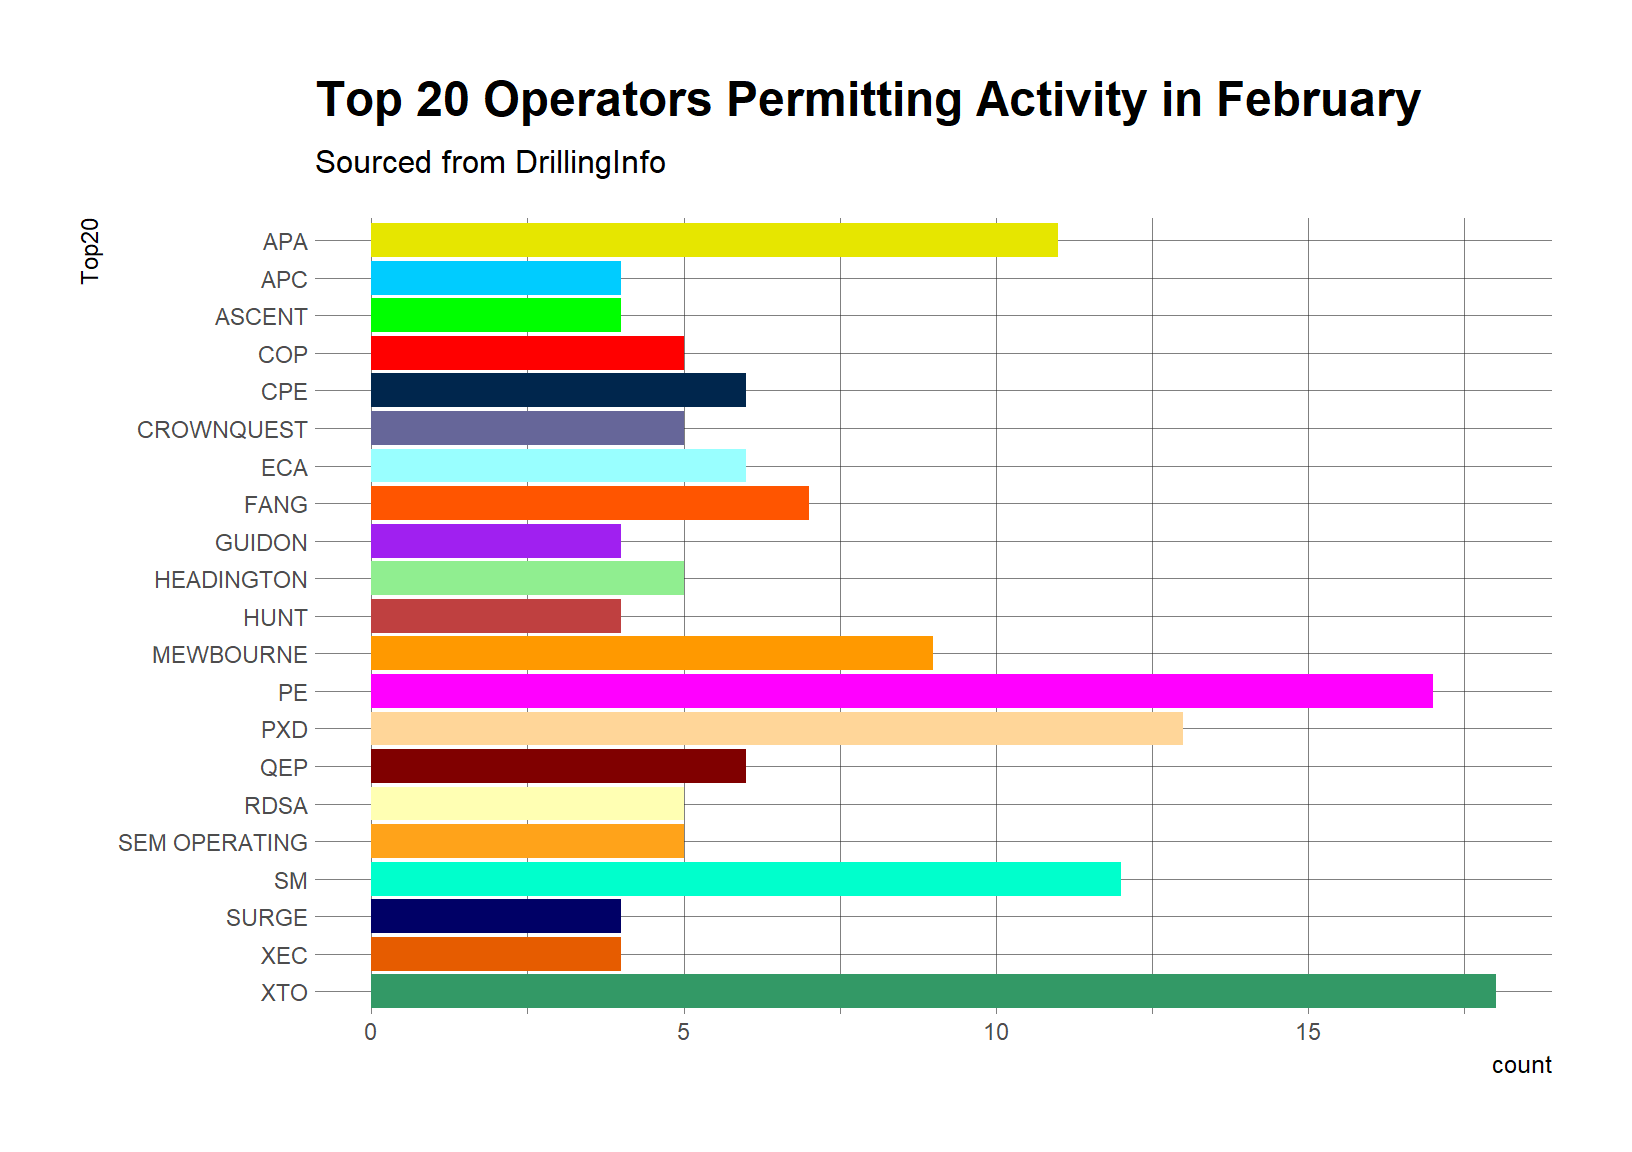 Top 20 Operators Permitting Activity in February
Sourced from DrillingInfo
Top20
APA
APC
ASCENT
COP
CPE
CROWNQUEST
ECA
FANG
GUIDON
HEADINGTON
HUNT
MEWBOURNE
PE
PXD
QEP
RDSA
SEM OPERATING
SM
SURGE
XEC
XTO
0 5 10 15
count